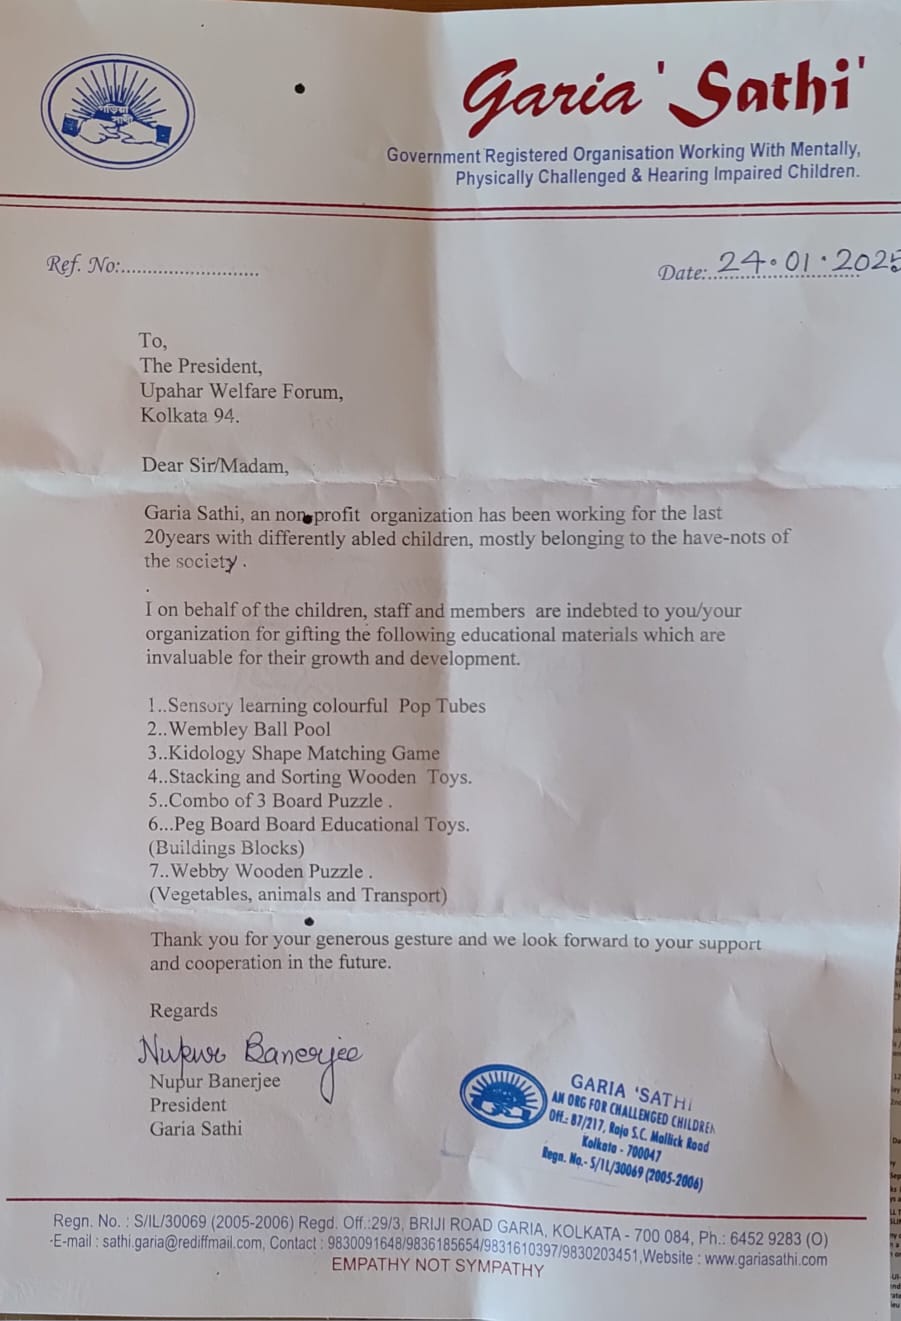 গড়িয়া
সাথী
Garia 'Sathi'
Government Registered Organisation Working With Mentally,
Physically Challenged & Hearing Impaired Children.
Ref. No:...........................
Date: 24.01.2025
To,
The President,
Upahar Welfare Forum,
Kolkata 94.
Dear Sir/Madam,
Garia Sathi, an non profit organization has been working for the last
20years with differently abled children, mostly belonging to the have-nots of
the society .
.
I on behalf of the children, staff and members are indebted to you/your
organization for gifting the following educational materials which are
invaluable for their growth and development.
1..Sensory learning colourful Pop Tubes
2..Wembley Ball Pool
3..Kidology Shape Matching Game
4..Stacking and Sorting Wooden Toys.
5..Combo of 3 Board Puzzle .
6...Peg Board Board Educational Toys.
(Buildings Blocks)
7..Webby Wooden Puzzle .
(Vegetables, animals and Transport)
Thank you for your generous gesture and we look forward to your support
and cooperation in the future.
Regards
Nupur Banerjee
Nupur Banerjee
President
Garia Sathi
GARIA 'SATHI
AN ORG FOR CHALLENGED CHILDREN
Off.: 87/217, Raja S.C. Mallick Road
Kolkata - 700047
Regn. No.- S/IL/30069 (2005-2006)
Regn. No. : S/IL/30069 (2005-2006) Regd. Off.:29/3, BRIJI ROAD GARIA, KOLKATA - 700 084, Ph.: 6452 9283 (O)
E-mail : sathi.garia@rediffmail.com, Contact : 9830091648/9836185654/9831610397/9830203451,Website : www.gariasathi.com
EMPATHY NOT SYMPATHY